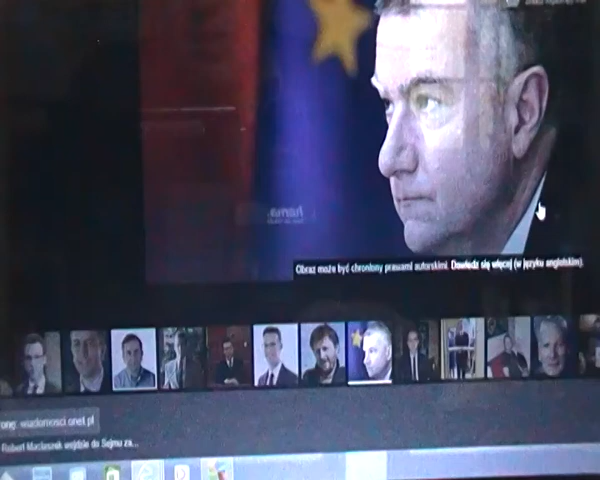 Obraz może być chroniony prawami autorskimi. Dowiedz się więcej (w języku angielskim).
wiadomosci.onet.pl
Robert Maciaszek wejdzie do Sejmu za...